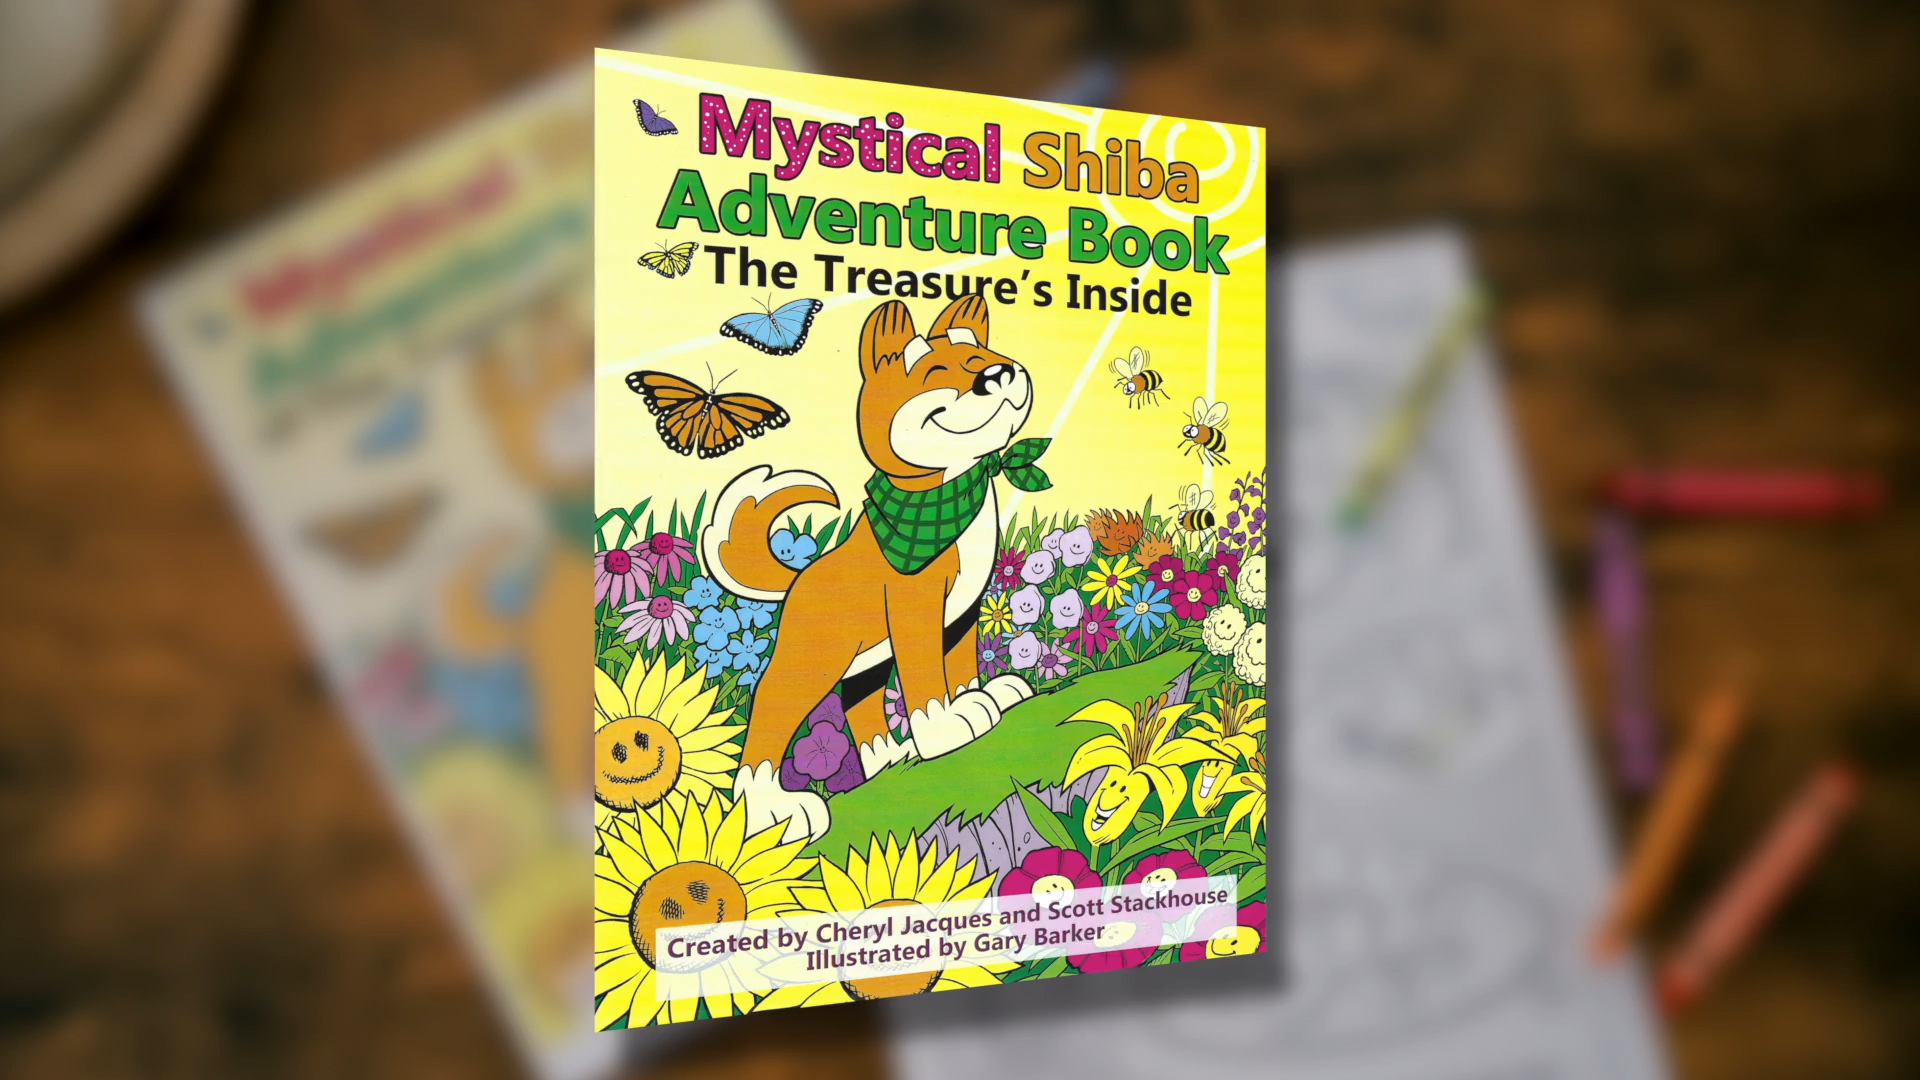 Mystical Shiba
Adventure Book
The Treasure's Inside
Created by Cheryl Jacques and Scott Stackhouse
Illustrated by Gary Barker